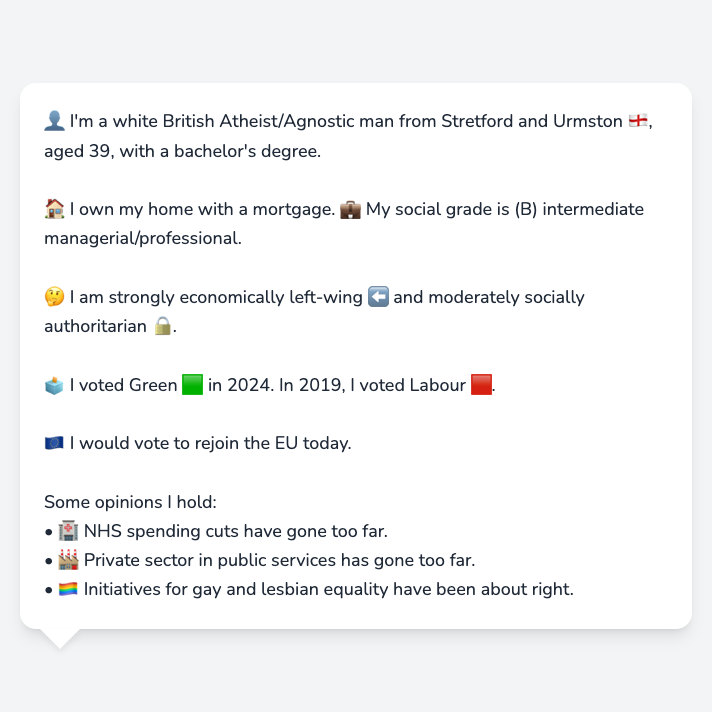 👤 I'm a white British Atheist/Agnostic man from Stretford and Urmston 🏴󠁧󠁢󠁥󠁮󠁧󠁿,
aged 39, with a bachelor's degree.
🏠 I own my home with a mortgage. 💼 My social grade is (B) intermediate
managerial/professional.
🤔 I am strongly economically left-wing ⬅️ and moderately socially
authoritarian 🔒.
🗳️ I voted Green 🟩 in 2024. In 2019, I voted Labour 🟥.
🇪🇺 I would vote to rejoin the EU today.
Some opinions I hold:
• 🏥 NHS spending cuts have gone too far.
• 🏭 Private sector in public services has gone too far.
• 🏳️‍🌈 Initiatives for gay and lesbian equality have been about right.